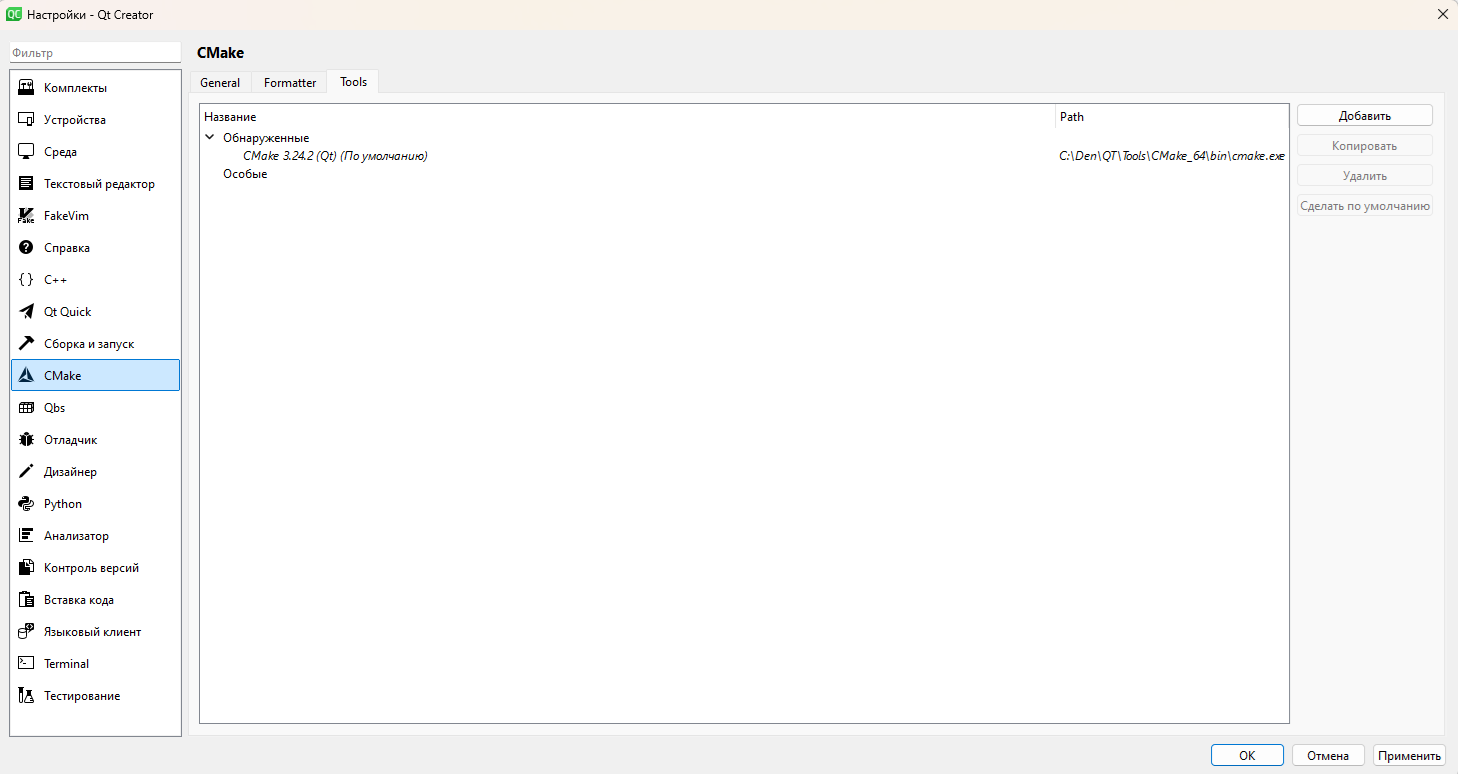 Настройки - Qt Creator
Фильтр
Комплекты
Устройства
Среда
Текстовый редактор
FakeVim
Справка
C++
Qt Quick
Сборка и запуск
CMake
Qbs
Отладчик
Дизайнер
Python
Анализатор
Контроль версий
Вставка кода
Языковый клиент
Terminal
Тестирование
CMake
General Formatter Tools
Название Path
Обнаруженные
CMake 3.24.2 (Qt) (По умолчанию) C:\Den\QT\Tools\CMake_64\bin\cmake.exe
Особые
Добавить
Копировать
Удалить
Сделать по умолчанию
OK Отмена Применить